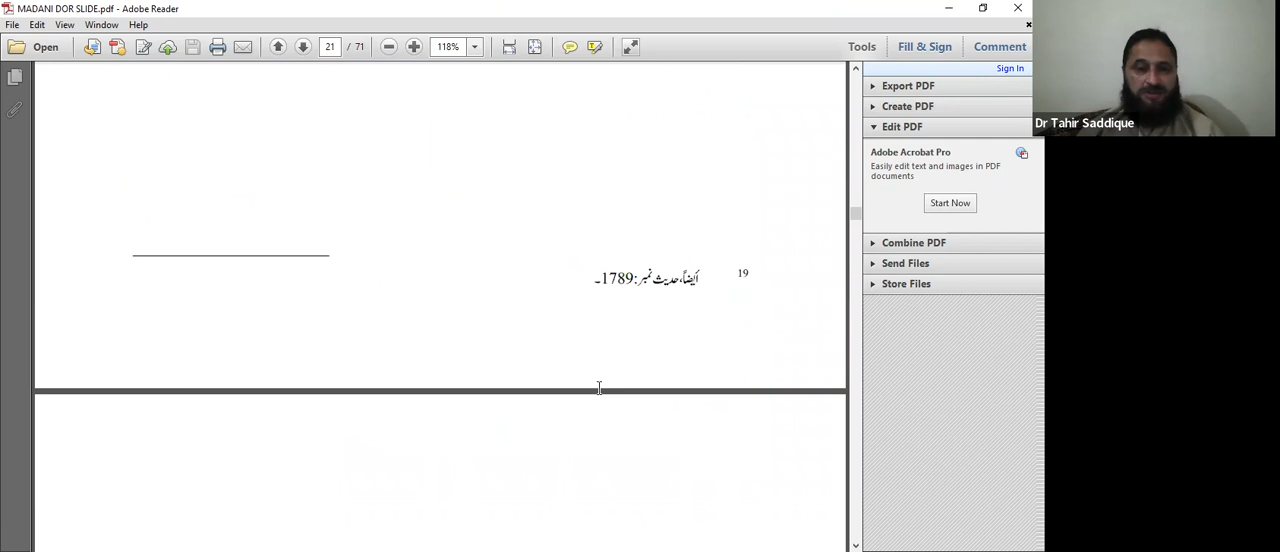 MADANI DOR SLIDE.pdf - Adobe Reader
File Edit View Window Help
Open 21 / 71 118% Tools Fill & Sign Comment
Sign In
Export PDF
Create PDF
Edit PDF
Adobe Acrobat Pro
Easily edit text and images in PDF
documents
Start Now
Combine PDF
Send Files
Store Files
Dr Tahir Saddique
19 أیضاً، حدیث نمبر: 1789۔